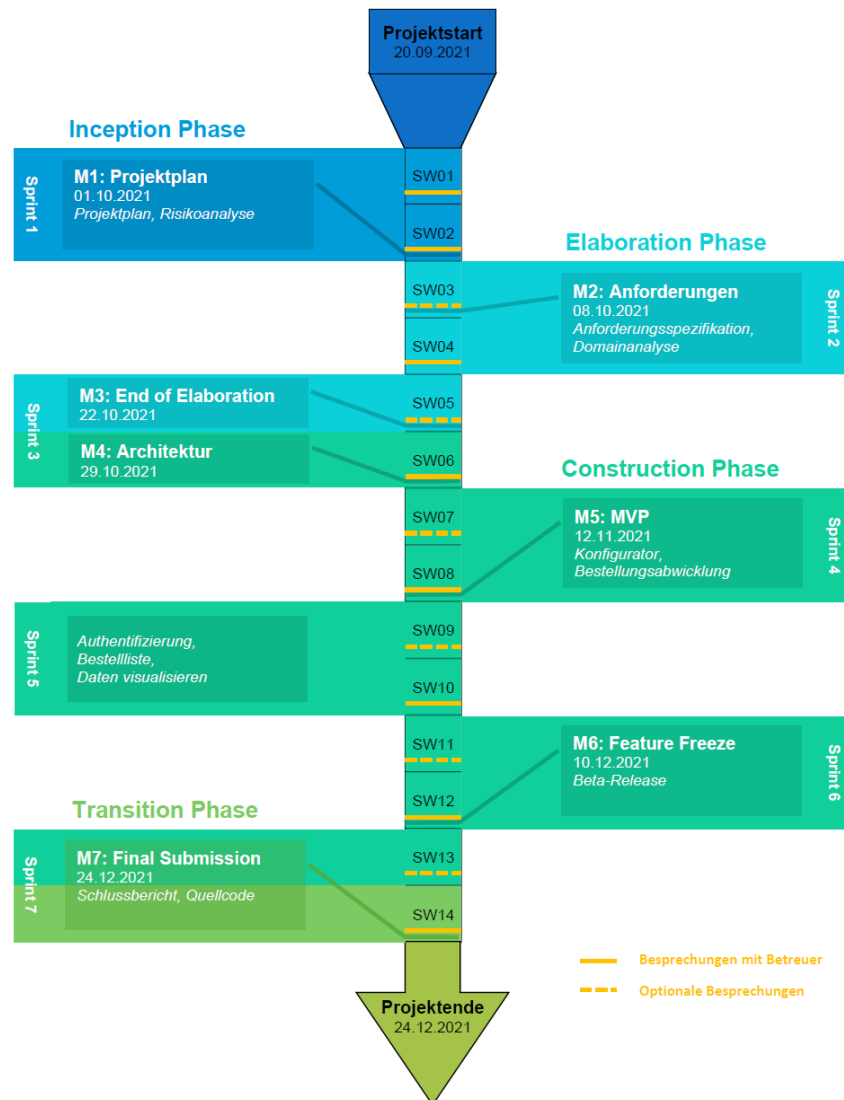 Projektstart
20.09.2021
Inception Phase
Sprint 1
M1: Projektplan
01.10.2021
Projektplan, Risikoanalyse
SW01
SW02
Elaboration Phase
SW03
SW04
M2: Anforderungen
08.10.2021
Anforderungsspezifikation,
Domainanalyse
Sprint 2
Sprint 3
M3: End of Elaboration
22.10.2021
M4: Architektur
29.10.2021
SW05
SW06
Construction Phase
SW07
SW08
M5: MVP
12.11.2021
Konfigurator,
Bestellungsabwicklung
Sprint 4
Sprint 5
Authentifizierung,
Bestellliste,
Daten visualisieren
SW09
SW10
SW11
SW12
M6: Feature Freeze
10.12.2021
Beta-Release
Sprint 6
Transition Phase
Sprint 7
M7: Final Submission
24.12.2021
Schlussbericht, Quellcode
SW13
SW14
Besprechungen mit Betreuer
Optionale Besprechungen
Projektende
24.12.2021